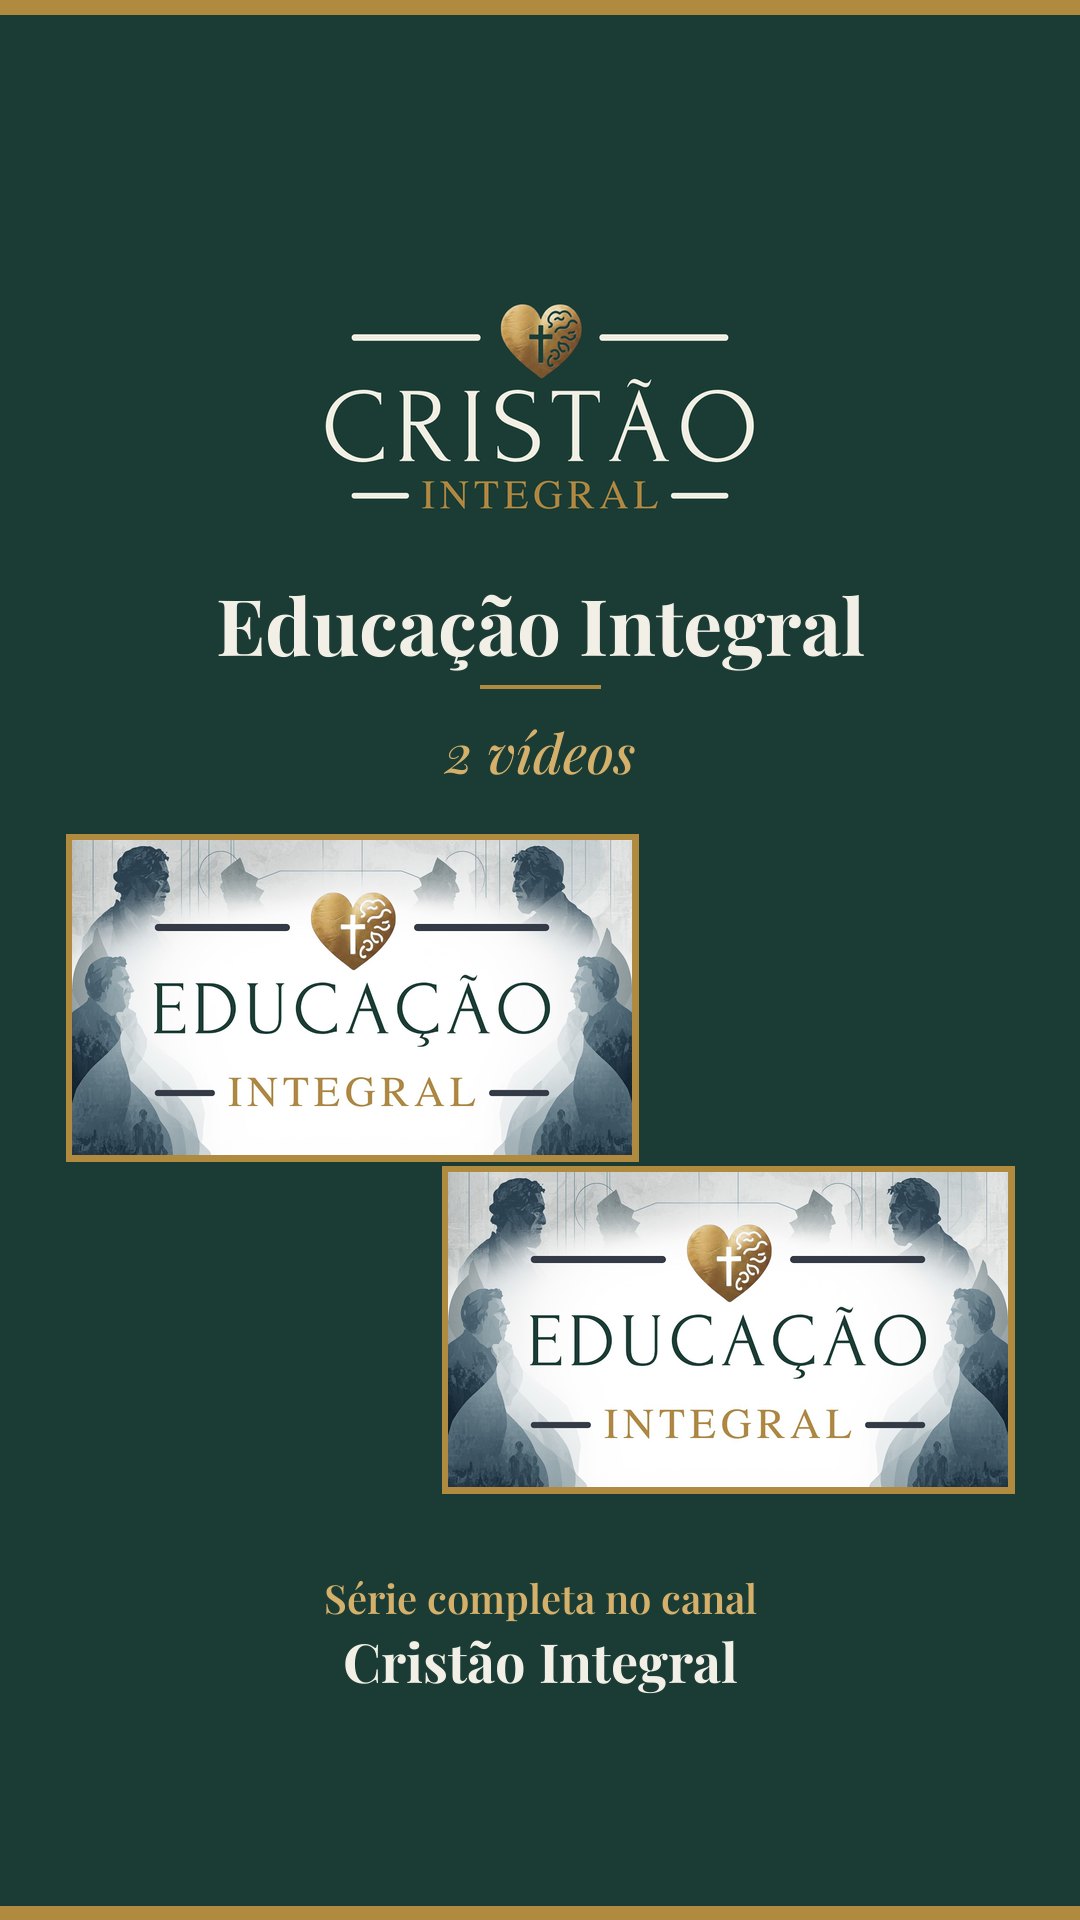 CRISTÃO
INTEGRAL
Educação Integral
2 vídeos
EDUCAÇÃO
INTEGRAL
EDUCAÇÃO
INTEGRAL
Série completa no canal
Cristão Integral